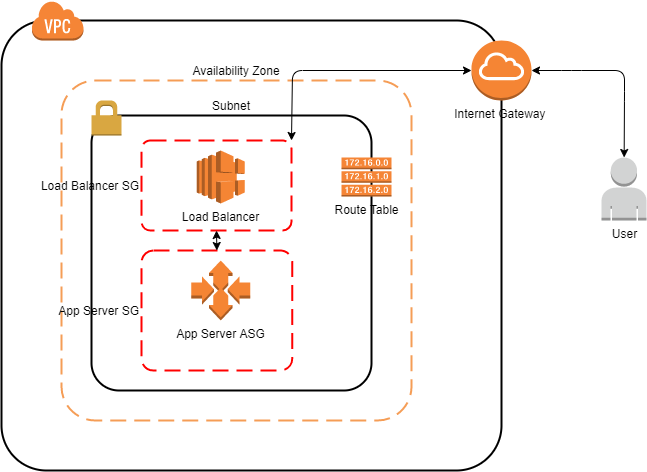 VPC
Availability Zone
Internet Gateway
Subnet
172.16.0.0
172.16.1.0
172.16.2.0
Route Table
Load Balancer SG
Load Balancer
User
App Server SG
App Server ASG